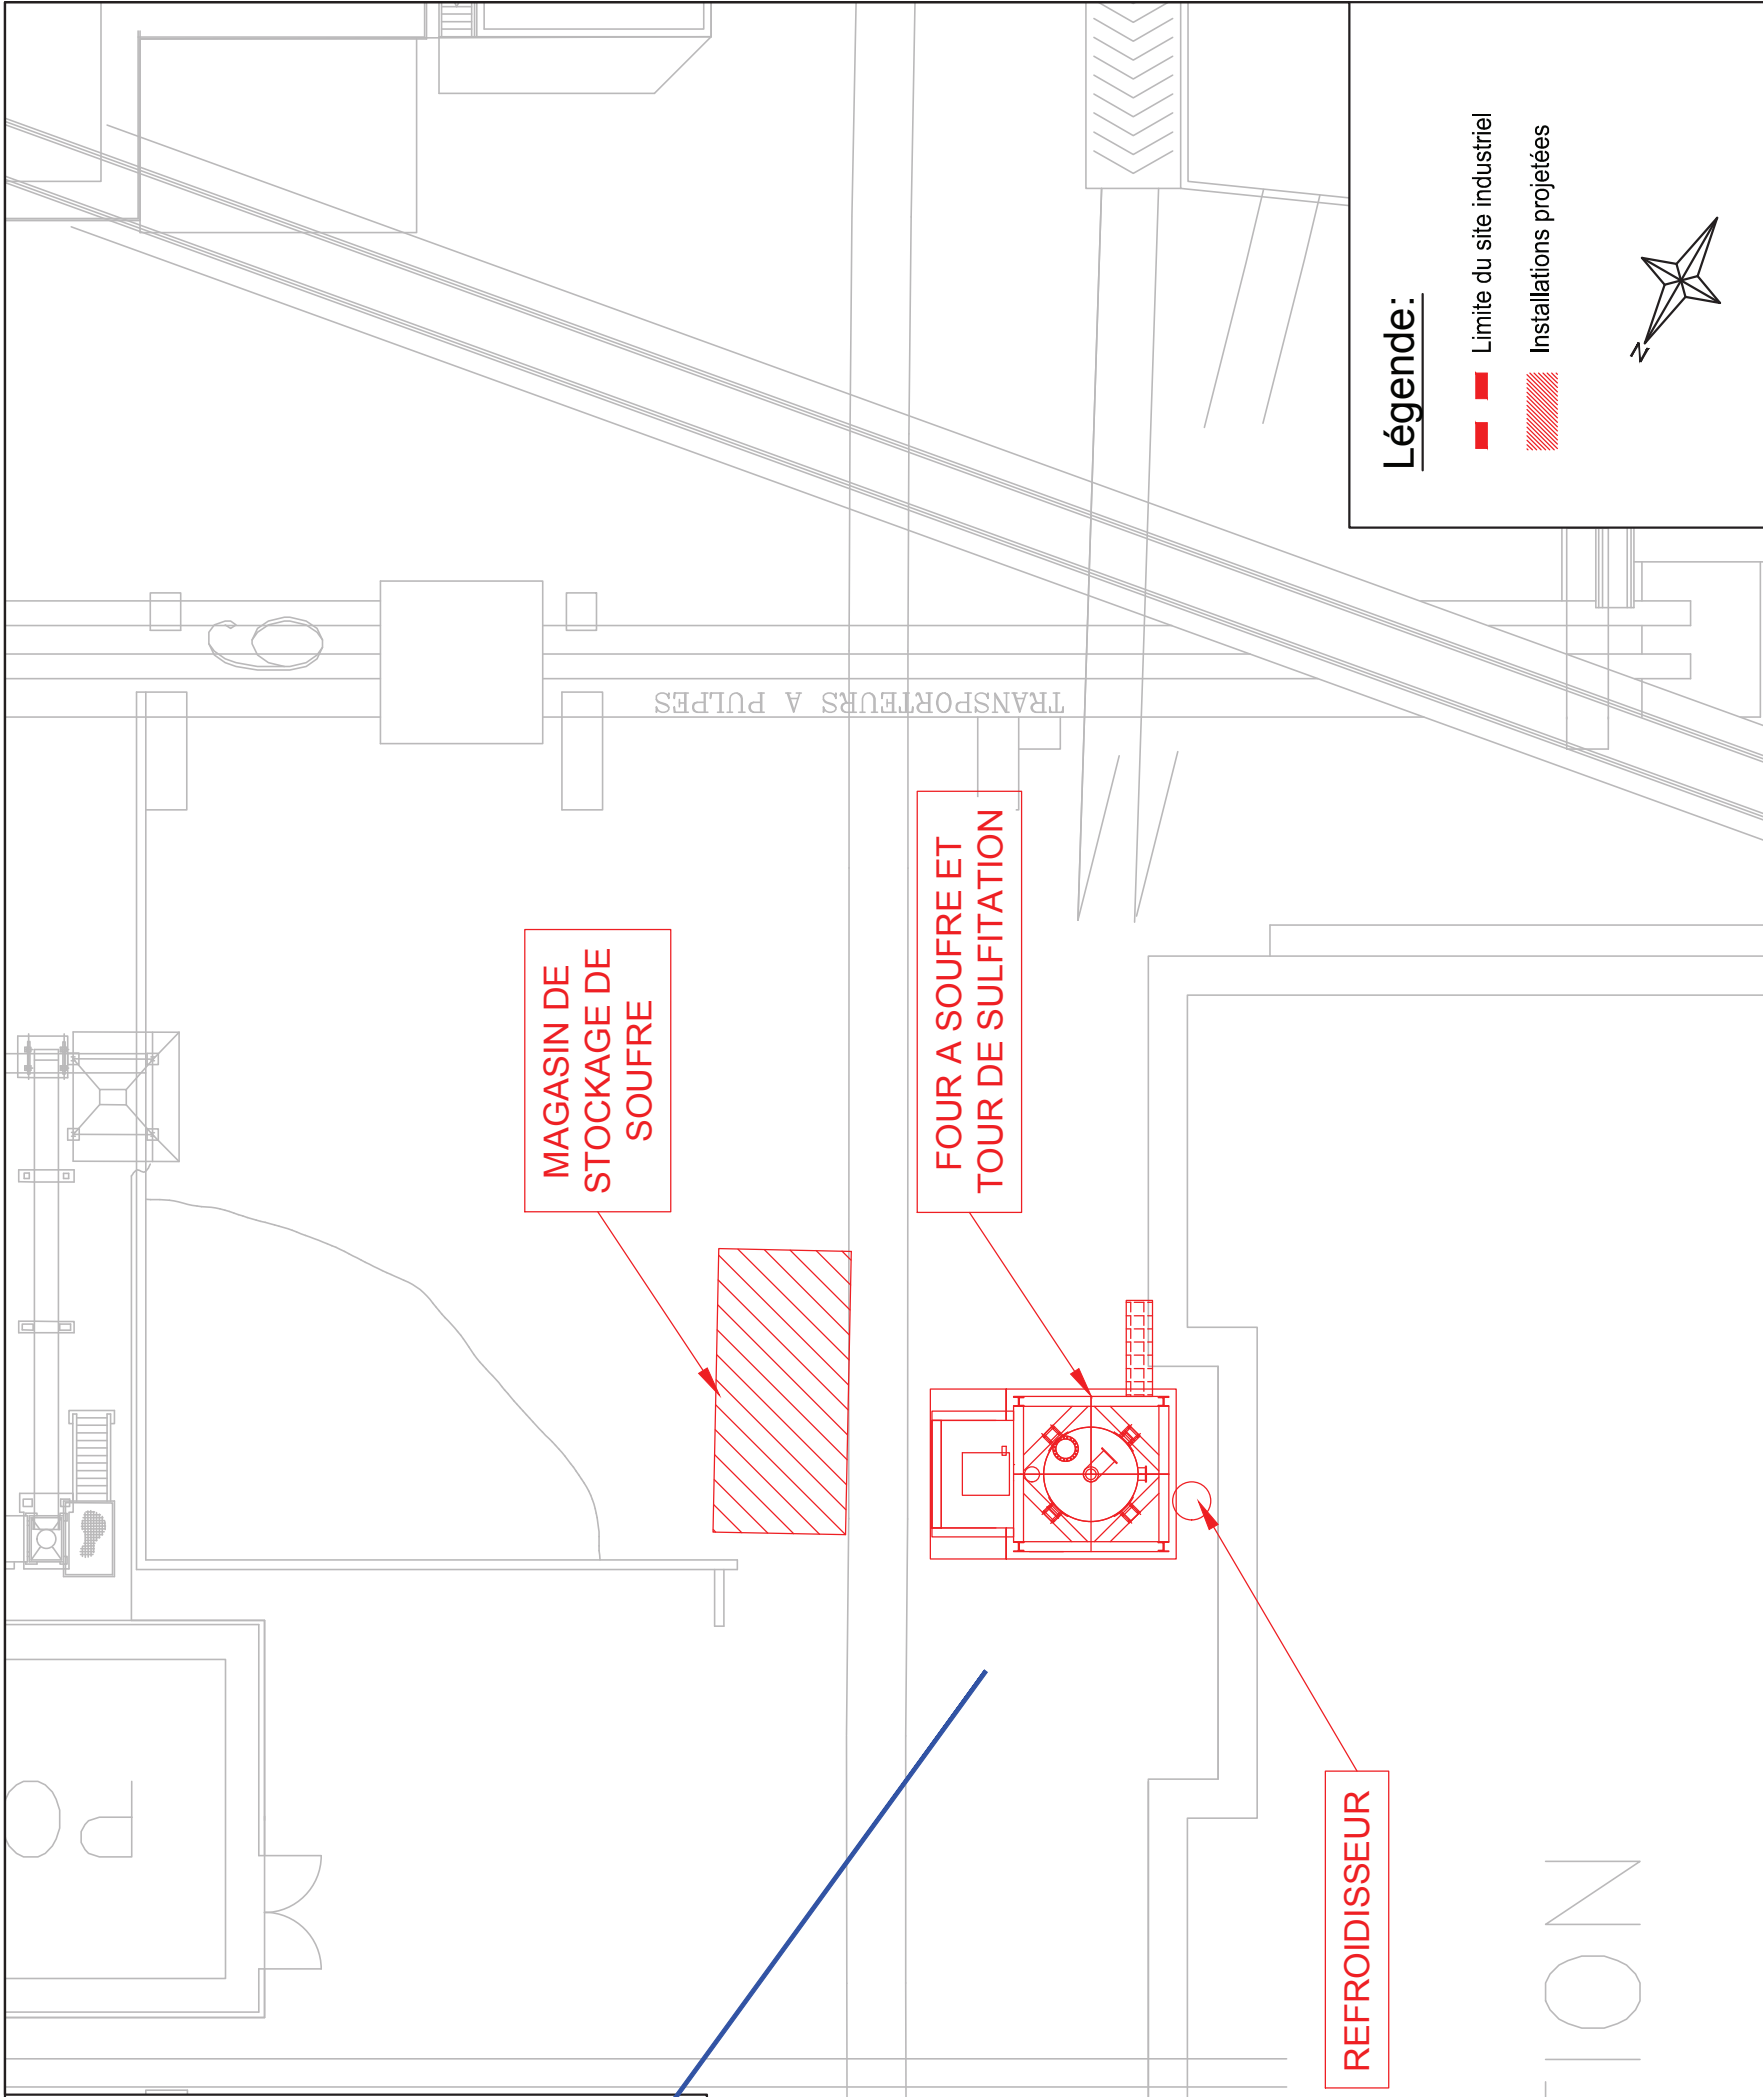 TRANSPORTEURS A PULPES
MAGASIN DE
STOCKAGE DE
SOUFRE
FOUR A SOUFRE ET
TOUR DE SULFITATION
REFROIDISSEUR
Légende:
Limite du site industriel
Installations projetées
N
ION